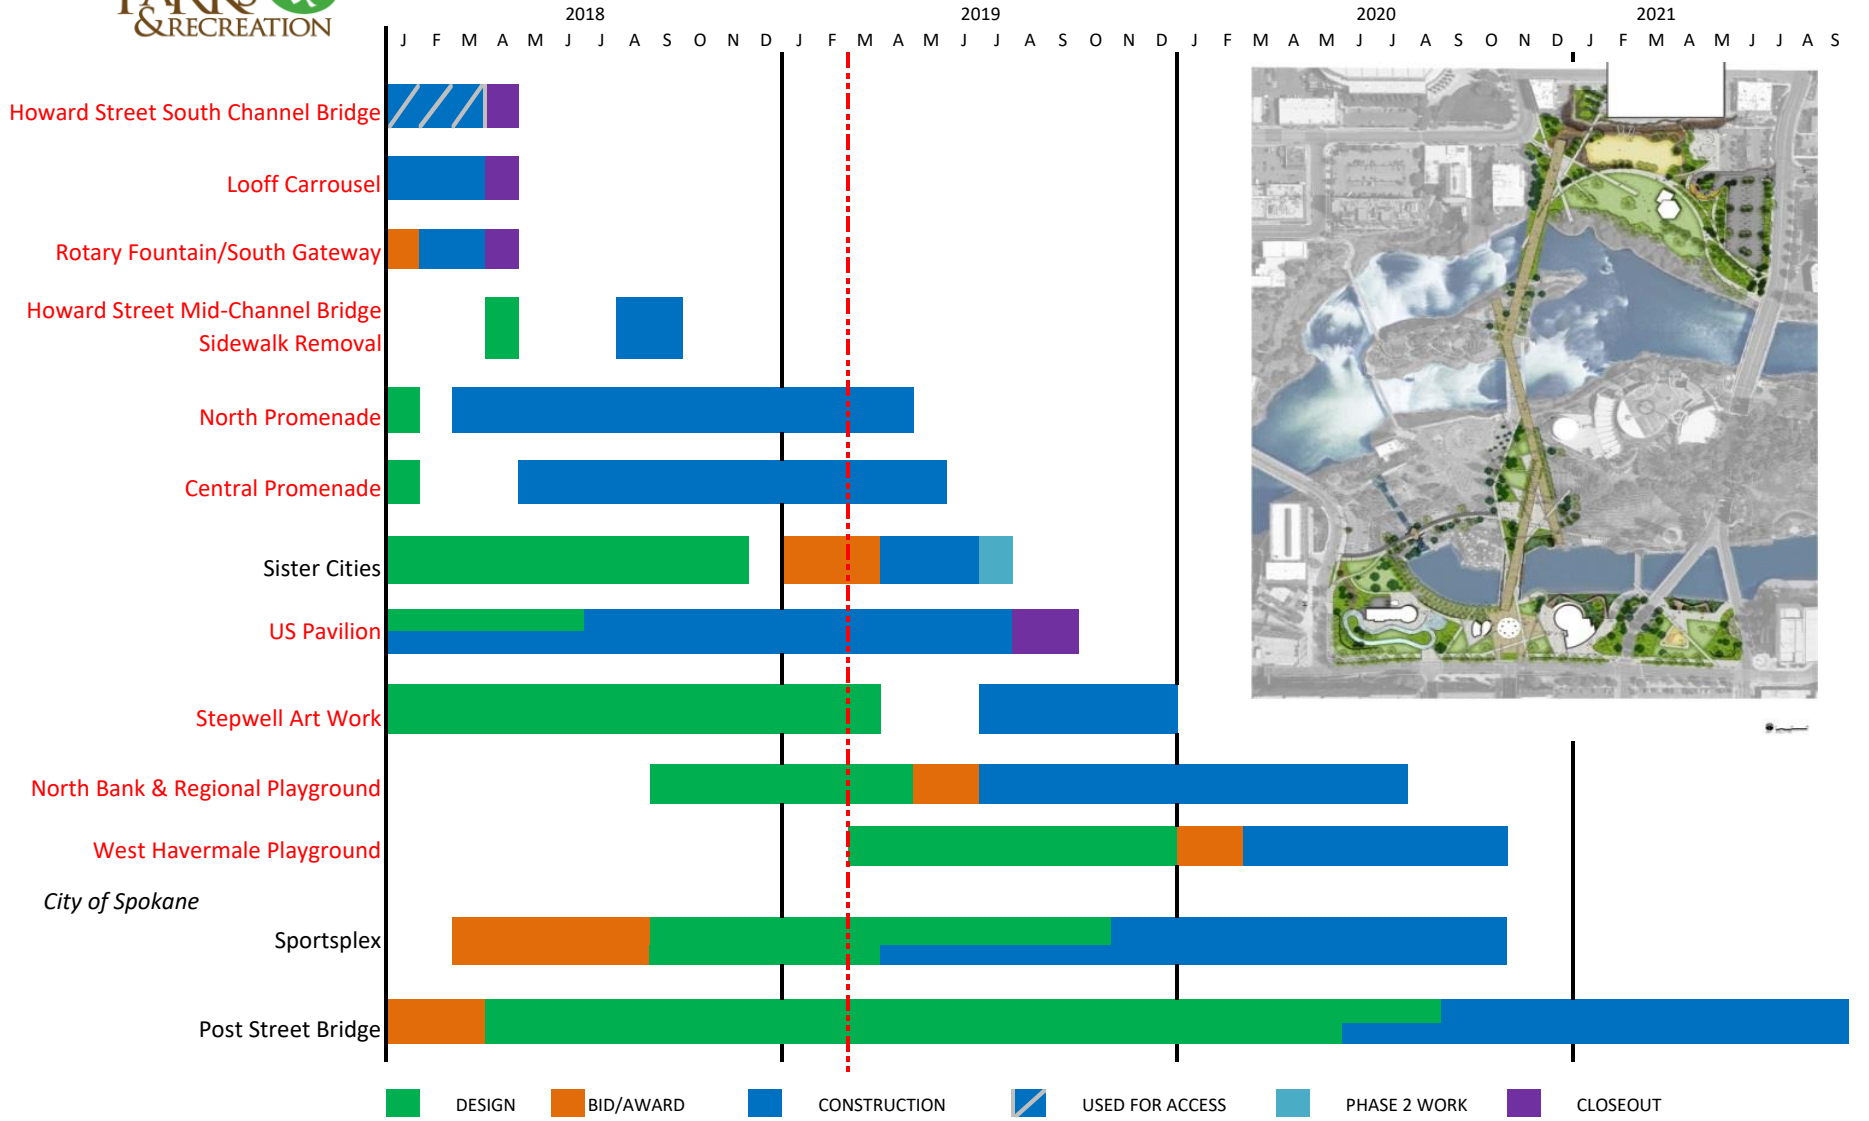 PARKS
&RECREATION
2018 2019 2020 2021
J F M A M J J A S O N D J F M A M J J A S O N D J F M A M J J A S O N D J F M A M J J A S
Howard Street South Channel Bridge
Looff Carrousel
Rotary Fountain/South Gateway
Howard Street Mid-Channel Bridge
Sidewalk Removal
North Promenade
Central Promenade
Sister Cities
US Pavilion
Stepwell Art Work
North Bank & Regional Playground
West Havermale Playground
City of Spokane
Sportsplex
Post Street Bridge
DESIGN BID/AWARD CONSTRUCTION USED FOR ACCESS PHASE 2 WORK CLOSEOUT